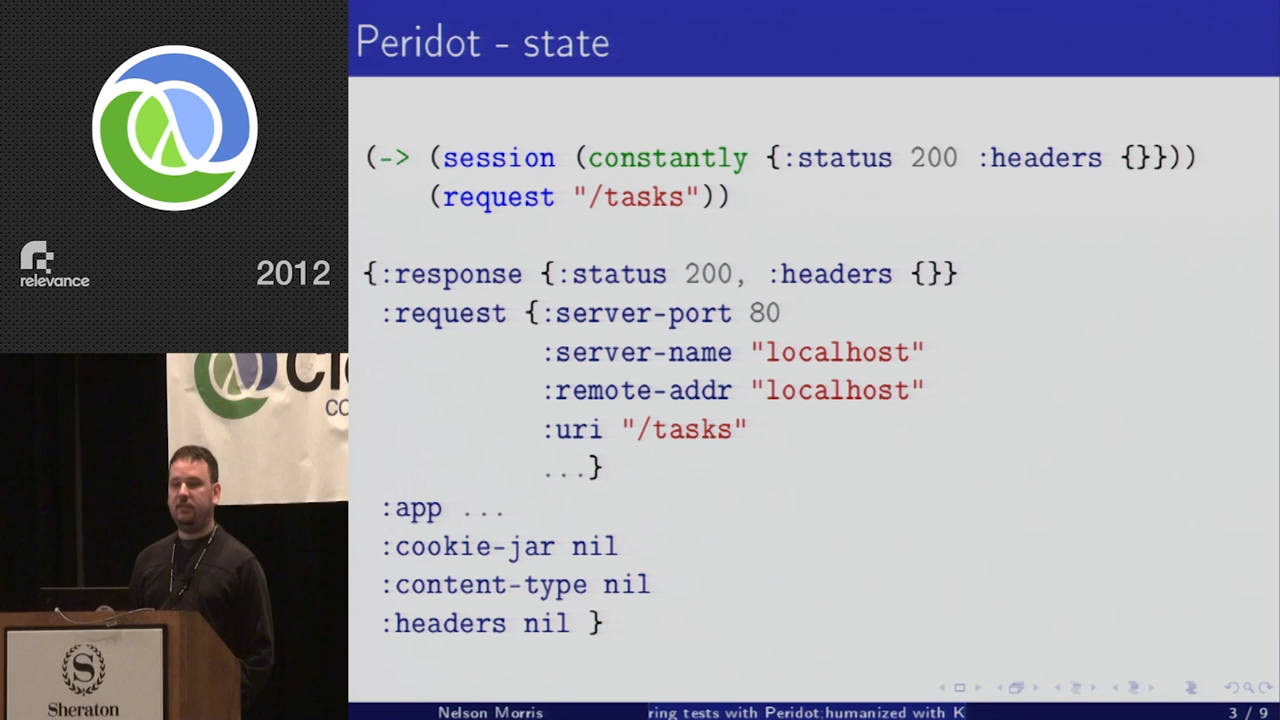 relevance
2012
Cl
CO
S
Sheraton
Peridot - state
(-> (session (constantly {:status 200 :headers {}}))
(request "/tasks"))
{:response {:status 200, :headers {}}
:request {:server-port 80
:server-name "localhost"
:remote-addr "localhost"
:uri "/tasks"
...}
:app ...
:cookie-jar nil
:content-type nil
:headers nil }
Nelson Morris
ring tests with Peridot humanized with K
3 / 9